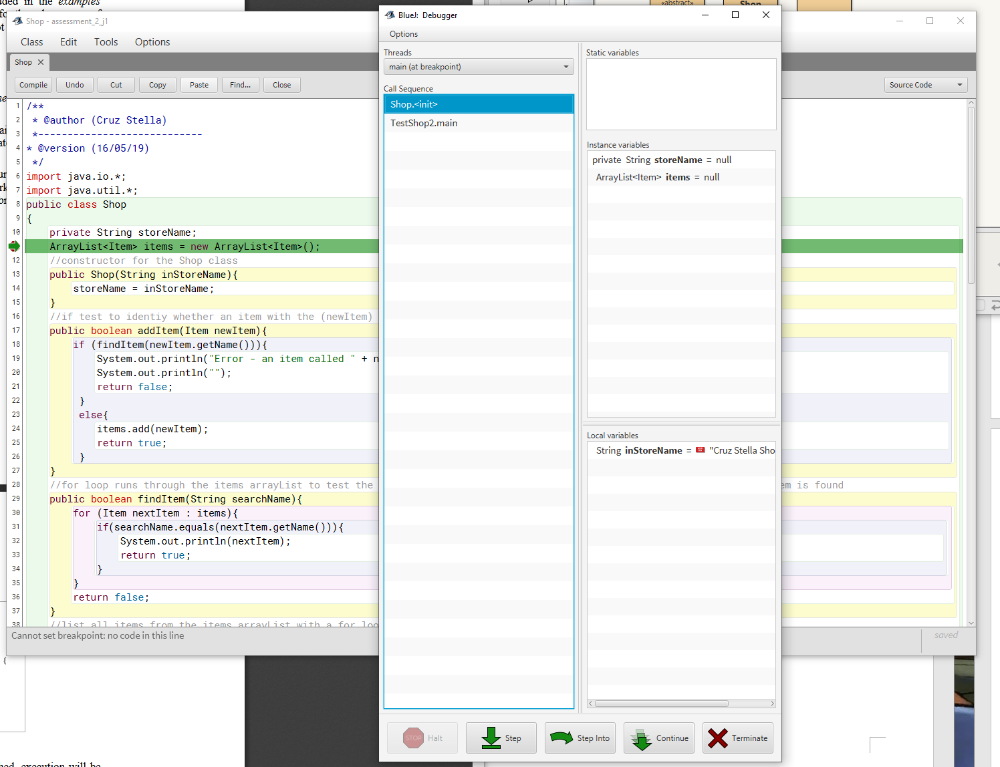 ded in the examples
«abstract»
Shop
Shop - assessment_2_j1
Class Edit Tools Options
Shop
Compile Undo Cut Copy Paste Find... Close
Source Code
1 /**
2 * @author (Cruz Stella)
3 *----------------------------
4 * @version (16/05/19)
5 */
6 import java.io.*;
7 import java.util.*;
8 public class Shop
9 {
10 private String storeName;
ArrayList<Item> items = new ArrayList<Item>();
12 //constructor for the Shop class
13 public Shop(String inStoreName){
14 storeName = inStoreName;
15 }
16 //if test to identiy whether an item with the (newItem)
17 public boolean addItem(Item newItem){
18 if (findItem(newItem.getName())){
19 System.out.println("Error - an item called " + n
20 System.out.println("");
21 return false;
22 }
23 else{
24 items.add(newItem);
25 return true;
26 }
27 }
28 //for loop runs through the items arrayList to test the
em is found
29 public boolean findItem(String searchName){
30 for (Item nextItem : items){
31 if(searchName.equals(nextItem.getName())){
32 System.out.println(nextItem);
33 return true;
34 }
35 }
36 return false;
37 }
38 //list all items from the items arrayList with a for loo
Cannot set breakpoint: no code in this line
saved
{
BlueJ: Debugger
Options
Threads
main (at breakpoint)
Call Sequence
Shop.<init>
TestShop2.main
Static variables
Instance variables
private String storeName = null
ArrayList<Item> items = null
Local variables
String inStoreName = "Cruz Stella Sho
STOP Halt
Step
Step Into
Continue
Terminate
execution will be